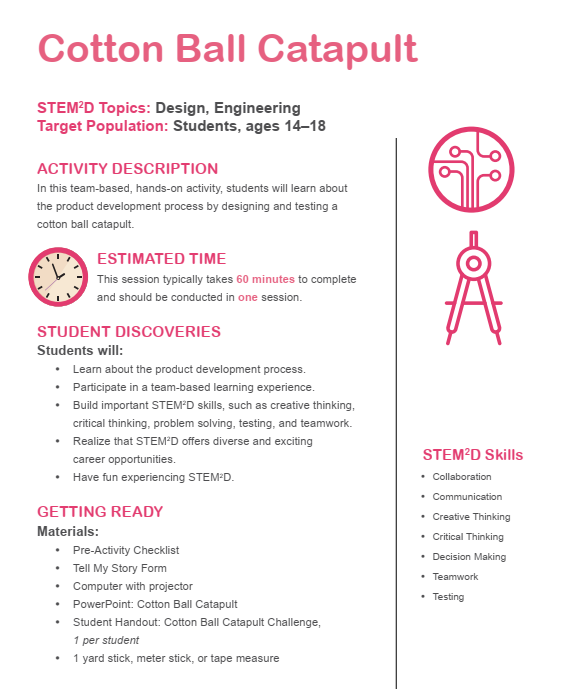 Cotton Ball Catapult
STEM²D Topics: Design, Engineering
Target Population: Students, ages 14–18
ACTIVITY DESCRIPTION
In this team-based, hands-on activity, students will learn about
the product development process by designing and testing a
cotton ball catapult.
ESTIMATED TIME
This session typically takes 60 minutes to complete
and should be conducted in one session.
STUDENT DISCOVERIES
Students will:
• Learn about the product development process.
• Participate in a team-based learning experience.
• Build important STEM²D skills, such as creative thinking,
critical thinking, problem solving, testing, and teamwork.
• Realize that STEM²D offers diverse and exciting
career opportunities.
• Have fun experiencing STEM²D.
GETTING READY
Materials:
• Pre-Activity Checklist
• Tell My Story Form
• Computer with projector
• PowerPoint: Cotton Ball Catapult
• Student Handout: Cotton Ball Catapult Challenge,
1 per student
• 1 yard stick, meter stick, or tape measure
STEM²D Skills
• Collaboration
• Communication
• Creative Thinking
• Critical Thinking
• Decision Making
• Teamwork
• Testing